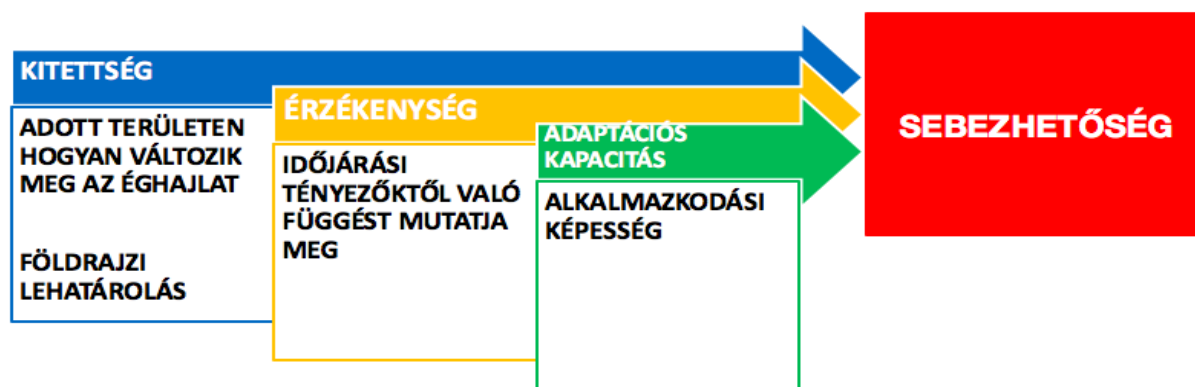 KITETTSÉG
ADOTT TERÜLETEN
HOGYAN VÁLTOZIK
MEG AZ ÉGHAJLAT
FÖLDRAJZI
LEHATÁROLÁS
ÉRZÉKENYSÉG
IDŐJÁRÁSI
TÉNYEZŐKTŐL VALÓ
FÜGGÉST MUTATJA
MEG
ADAPTÁCIÓS
KAPACITÁS
ALKALMAZKODÁSI
KÉPESSÉG
SEBEZHETŐSÉG